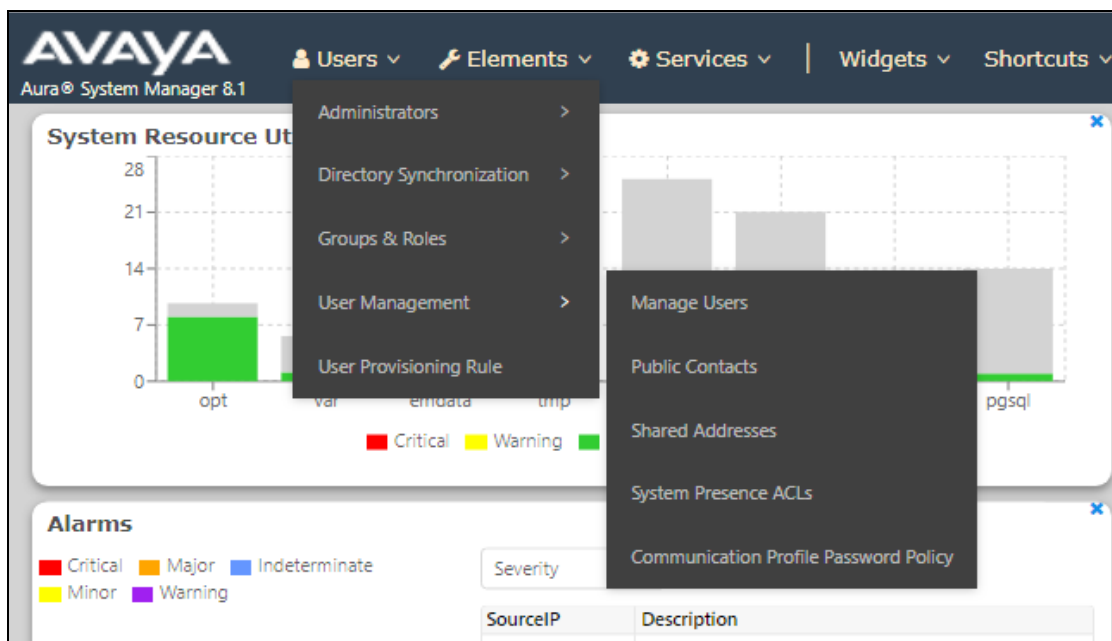 AVAYA
Aura® System Manager 8.1
Users
Elements
Services
Widgets
Shortcuts
Administrators
Directory Synchronization
Groups & Roles
User Management
User Provisioning Rule
Manage Users
Public Contacts
Shared Addresses
System Presence ACLs
Communication Profile Password Policy
System Resource Ut
28
21
14
7
0
opt
var
emdata
tmp
pgsql
Critical
Warning
Alarms
Critical Major Indeterminate
Minor Warning
Severity
SourceIP Description